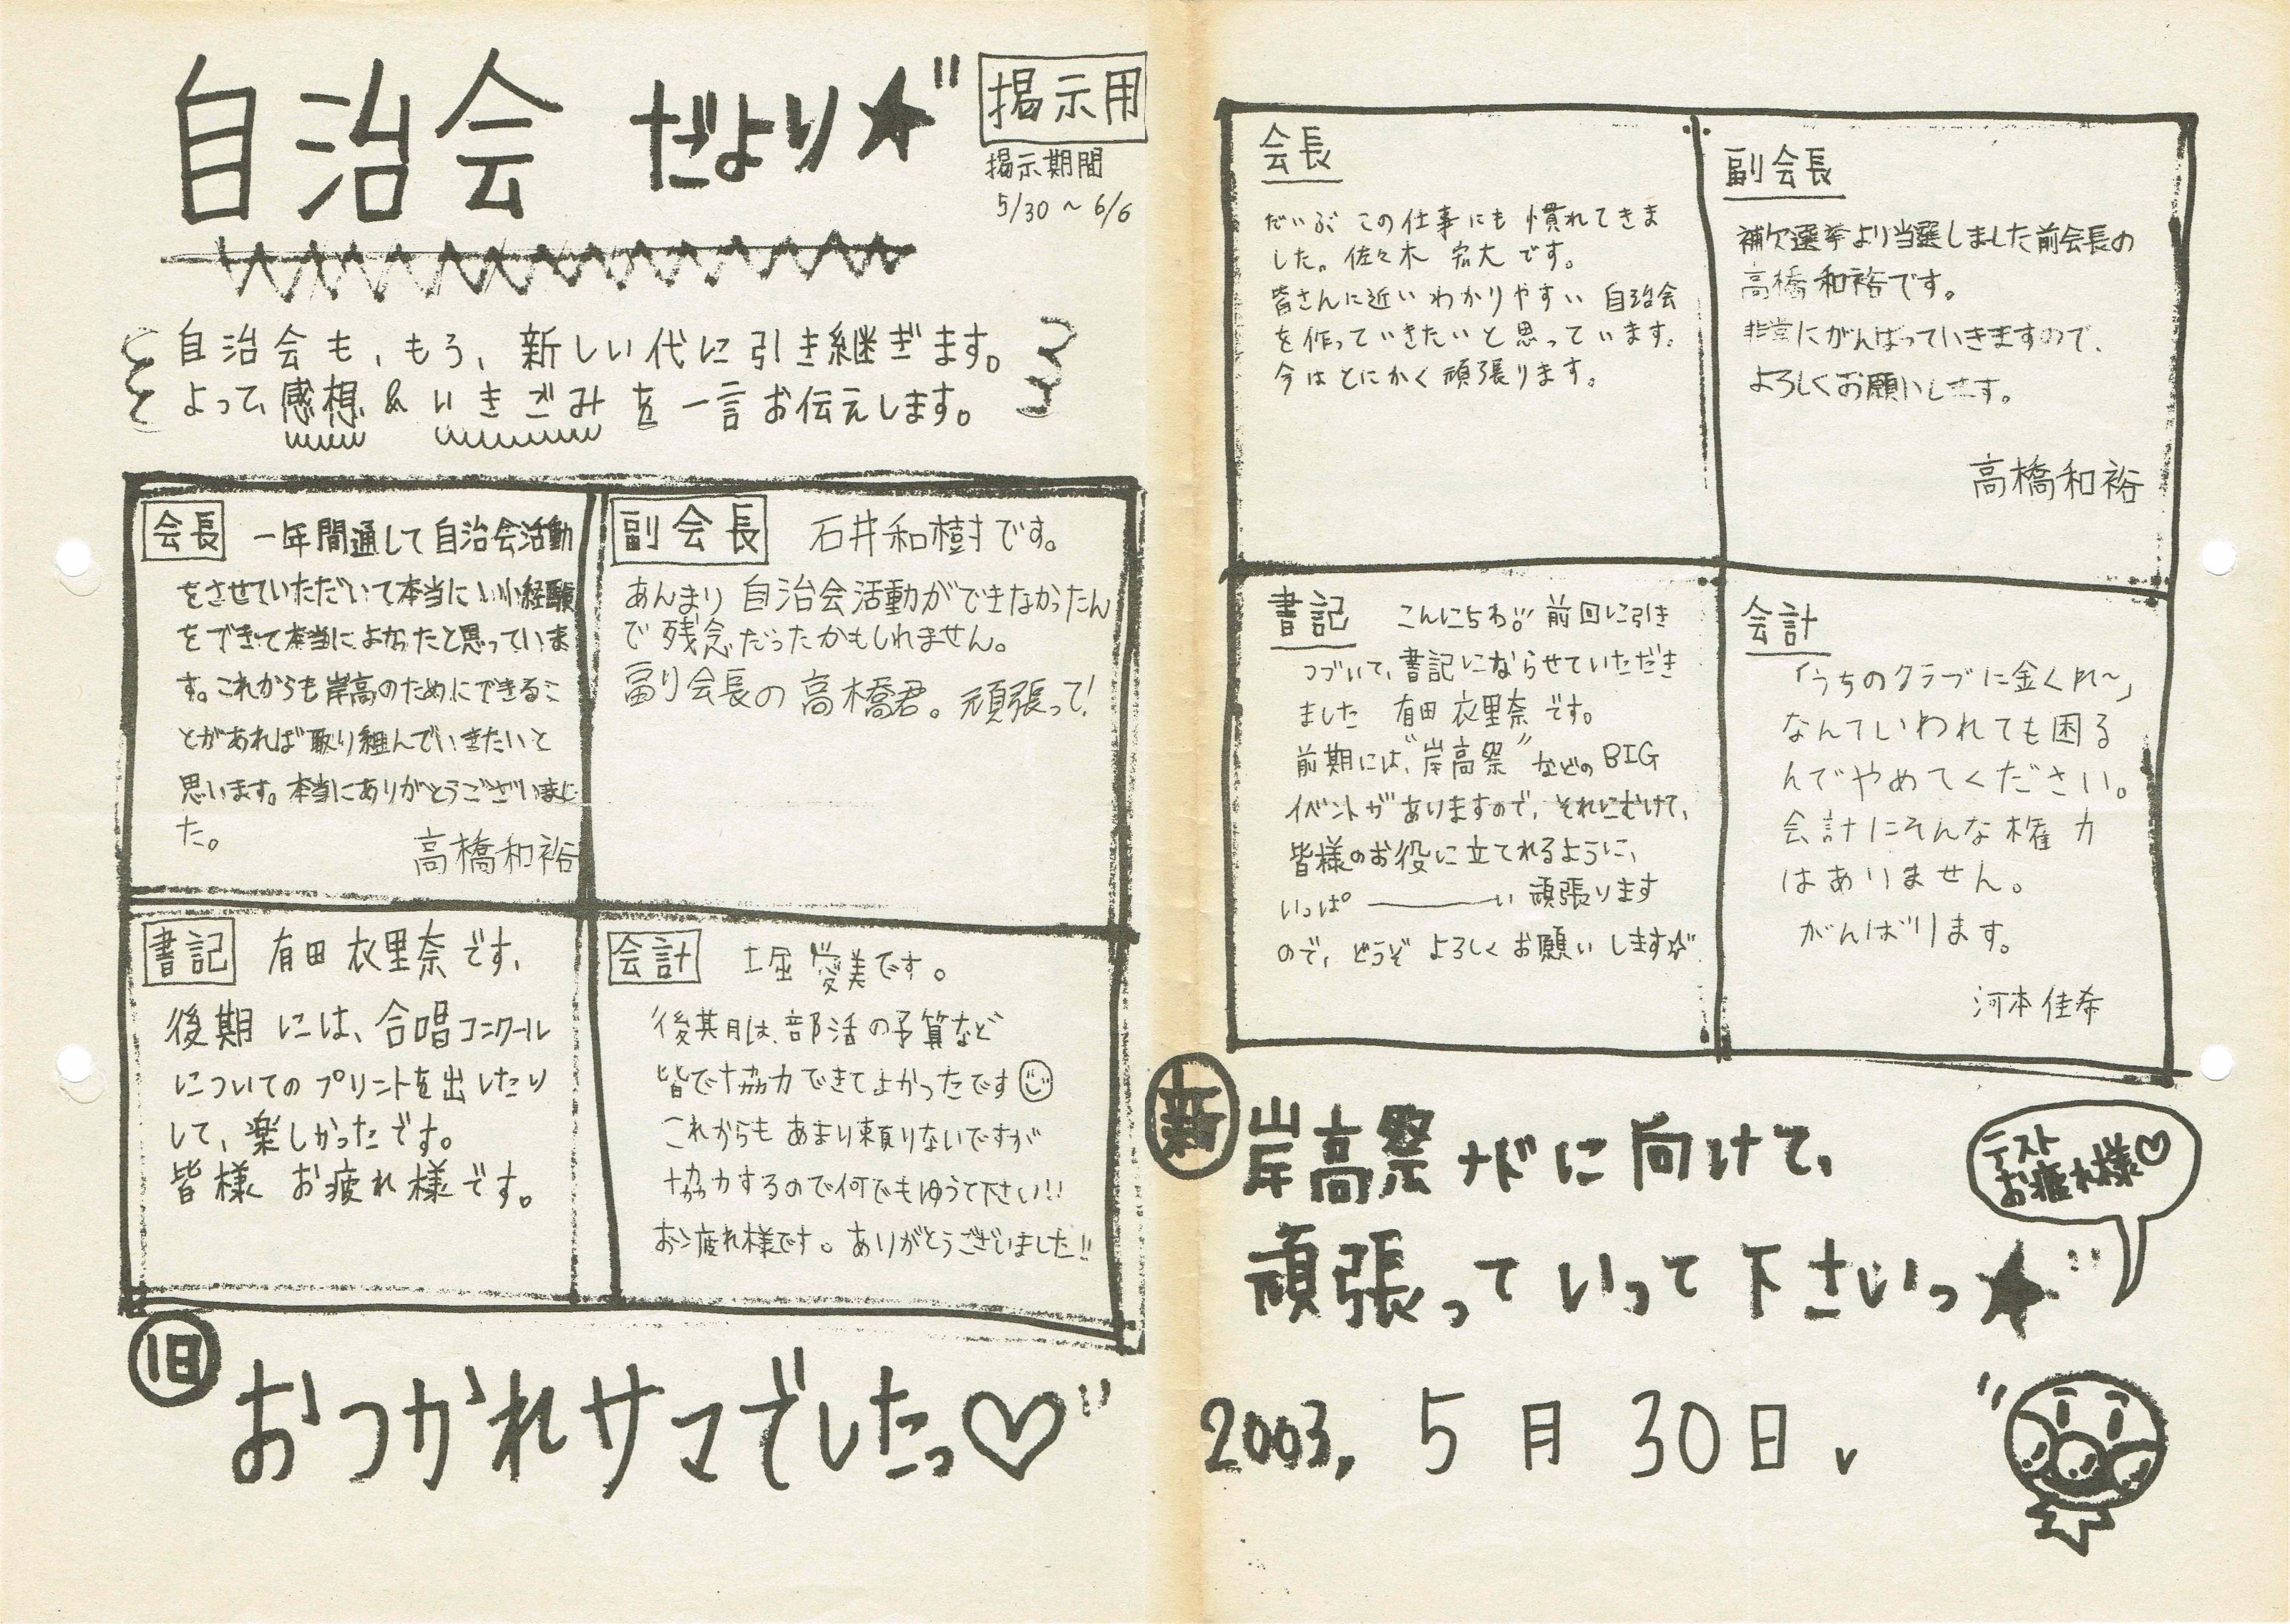 自治会だより★
掲示用
掲示期間
5/30～6/6
自治会も、もう、新しい代に引き継ぎます。
よって、感想&いきごみを一言お伝えします。
会長 一年間通して自治会活動
をさせていただいて本当にいい経験
をできて本当によかったと思っていま
す。これからも岸高のためにできるこ
とがあれば取り組んでいきたいと
思います。本当にありがとうございまし
た。
高橋和裕
副会長 石井和樹です。
あんまり自治会活動ができなかったん
で残念だったかもしれません。
副会長の高橋君。頑張って!
書記 有田衣里奈です、
後期には、合唱コンクール
についてのプリントを出したり
して、楽しかったです。
皆様お疲れ様です。
会計 土屈愛美です。
後期は、部活の予算など
皆で協力できてよかったです☺
これからもあまり頼りないですが
協力するので何でもゆうて下さい!!
お疲れ様です。ありがとうございました!!
旧
おつかれサマでしたっ♡
会長
だいぶこの仕事にも慣れてきま
した。佐々木宏大です。
皆さんに近いわかりやすい自治会
を作っていきたいと思っています。
今はとにかく頑張ります。
副会長
補欠選挙より当選しました前会長の
高橋和裕です。
非常にがんばっていきますので、
よろしくお願いします。
高橋和裕
書記 こんにちわ!! 前回に引き
つづいて、書記にならせていただき
ました 有田衣里奈です。
前期には、“岸高祭”などのBIG
イベントがありますので、それにむけて、
皆様のお役に立てれるように、
いっぱ―――い頑張ります
ので、どうぞよろしくお願いします☆
会計
「うちのクラブに金くれ～」
なんていわれても困る
んでやめてください。
会計にそんな権力
はありません。
がんばります。
河本佳希
新
岸高祭ナドに向けて、
頑張っていって下さいっ★
テスト
お疲れ様♡
2003, 5月30日